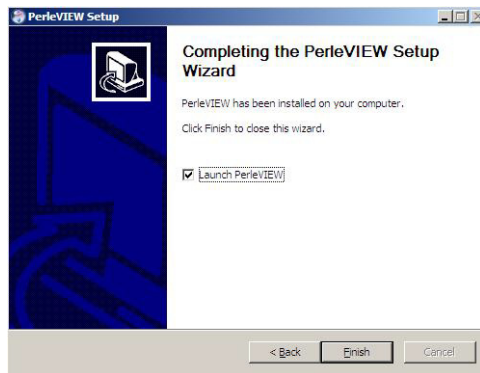 PerleVIEW Setup
Completing the PerleVIEW Setup
Wizard
PerleVIEW has been installed on your computer.
Click Finish to close this wizard.
Launch PerleVIEW
< Back Finish Cancel